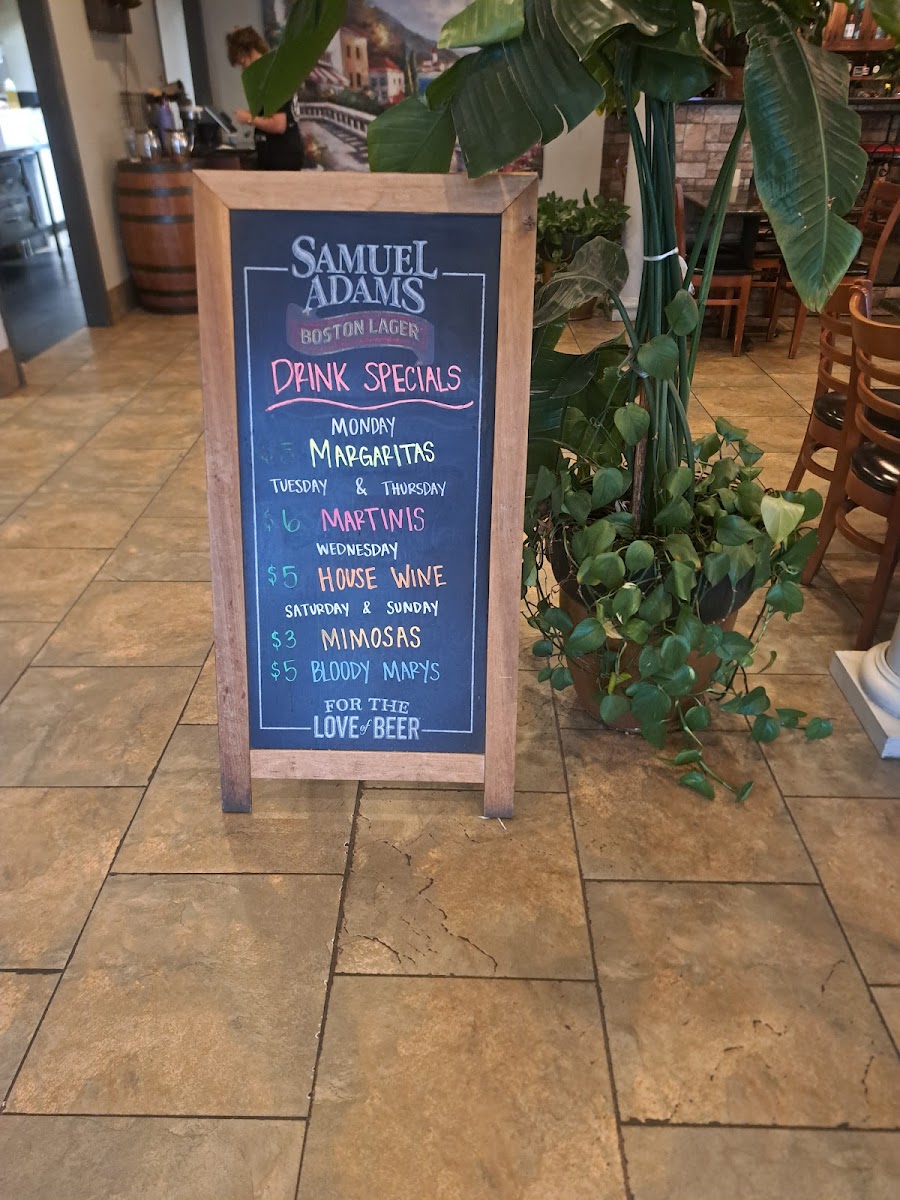 SAMUEL
ADAMS
BOSTON LAGER
DRINK SPECIALS
MONDAY
$5 MARGARITAS
TUESDAY & THURSDAY
$6 MARTINIS
WEDNESDAY
$5 HOUSE WINE
SATURDAY & SUNDAY
$3 MIMOSAS
$5 BLOODY MARYS
FOR THE
LOVE of BEER